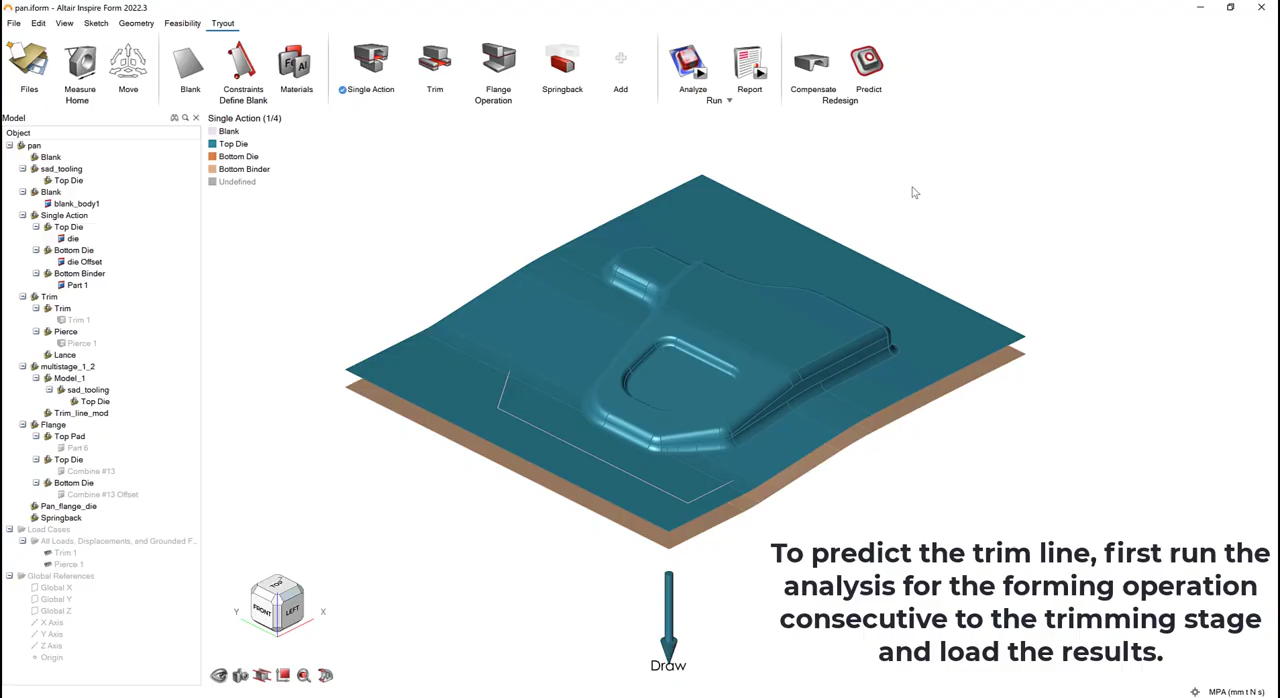 pan.iform - Altair Inspire Form 2022.3
File Edit View Sketch Geometry Feasibility Tryout
Files Measure Move Blank Constraints Materials Single Action Trim Flange Springback Add Analyze Report Compensate Predict
Home Define Blank Operation Run Redesign
Model
Object
pan
Blank
sad_tooling
Top Die
Blank
blank_body1
Single Action
Top Die
die
Bottom Die
die Offset
Bottom Binder
Part 1
Trim
Trim
Trim 1
Pierce
Pierce 1
Lance
multistage_1_2
Model_1
sad_tooling
Top Die
Trim_line_mod
Flange
Top Pad
Part 6
Top Die
Combine #13
Bottom Die
Combine #13 Offset
Pan_flange_die
Springback
Load Cases
All Loads, Displacements, and Grounded F...
Trim 1
Pierce 1
Global References
Global X
Global Y
Global Z
X Axis
Y Axis
Z Axis
Origin
Single Action (1/4)
Blank
Top Die
Bottom Die
Bottom Binder
Undefined
TOP
FRONT LEFT
Y X
Draw
To predict the trim line, first run the
analysis for the forming operation
consecutive to the trimming stage
and load the results.
MPA (mm t N s)